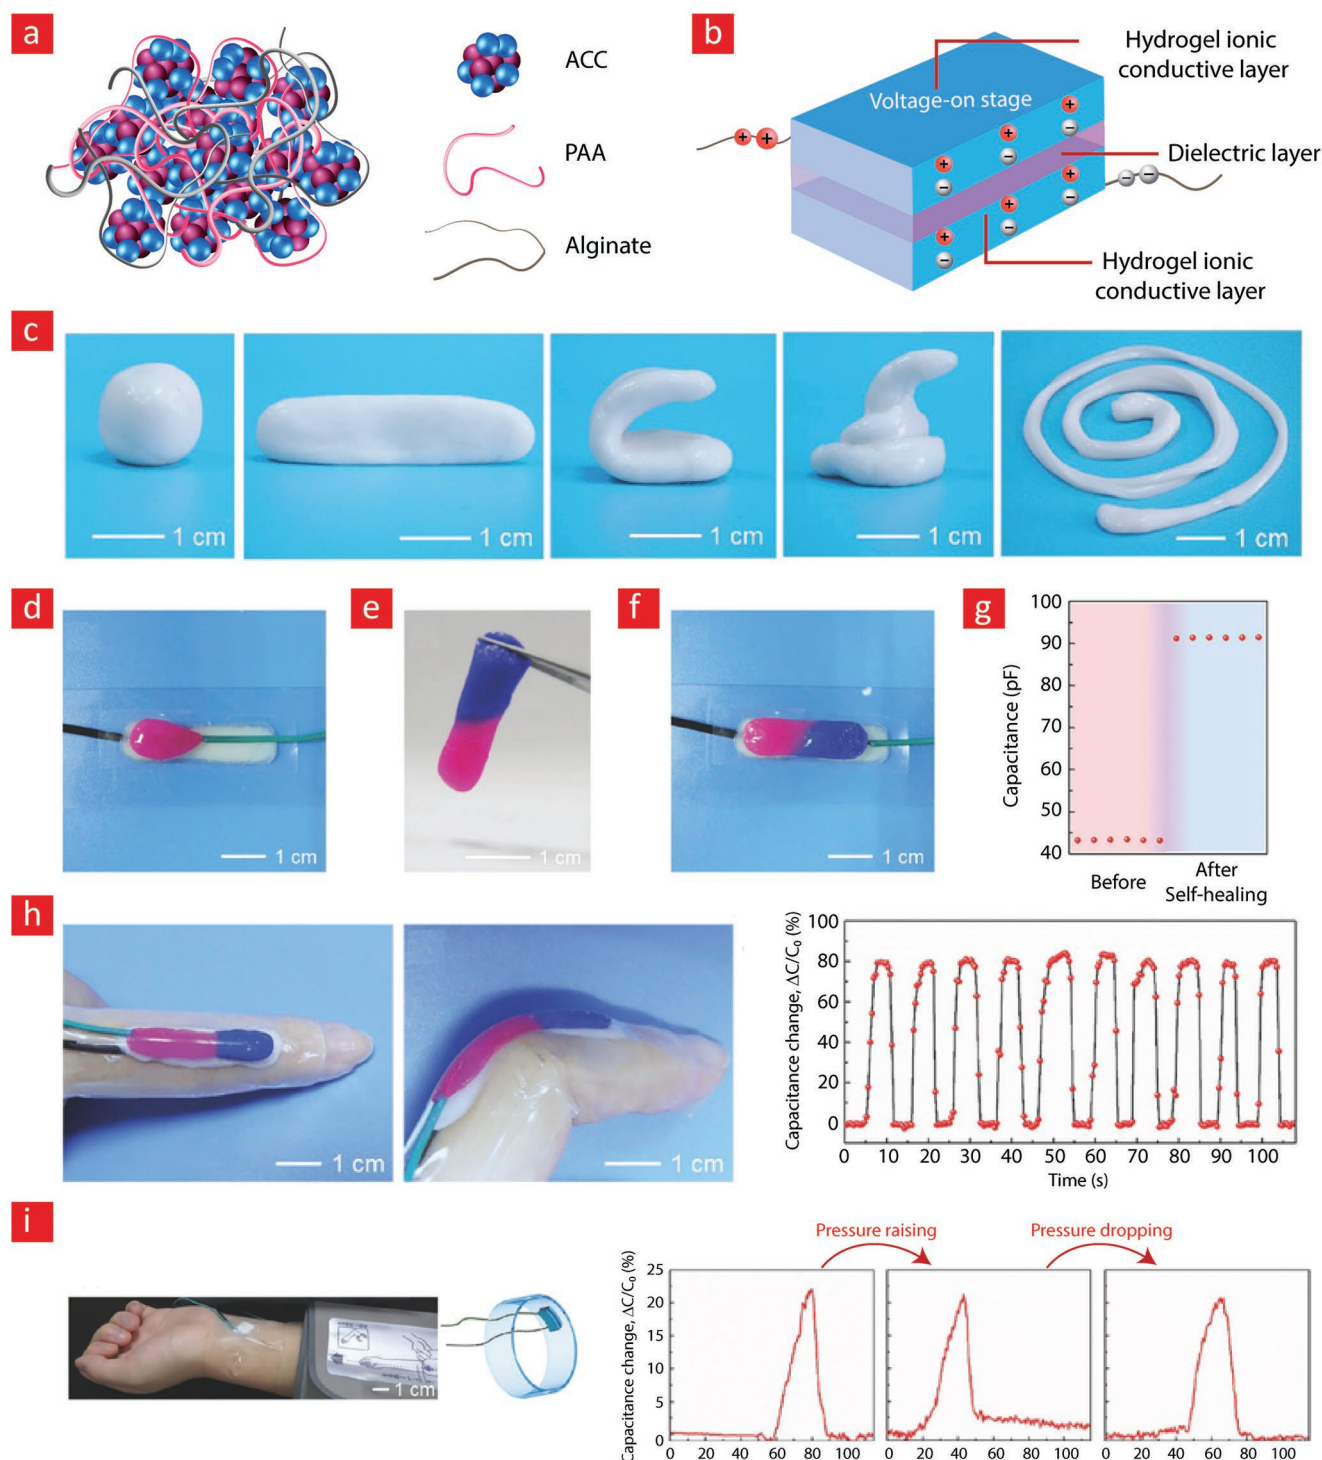 a
ACC
PAA
Alginate
b
Hydrogel ionic
conductive layer
Voltage-on stage
Dielectric layer
Hydrogel ionic
conductive layer
c
1 cm
1 cm
1 cm
1 cm
1 cm
d
1 cm
e
1 cm
f
1 cm
g
Capacitance (pF)
100
90
80
70
60
50
40
Before
After
Self-healing
h
1 cm
1 cm
Capacitance change, ΔC/C₀ (%)
100
80
60
40
20
0
0 10 20 30 40 50 60 70 80 90 100
Time (s)
i
1 cm
Pressure raising
Pressure dropping
Capacitance change, ΔC/C₀ (%)
25
20
15
10
5
0
0 20 40 60 80 100
0 20 40 60 80 100
0 20 40 60 80 100